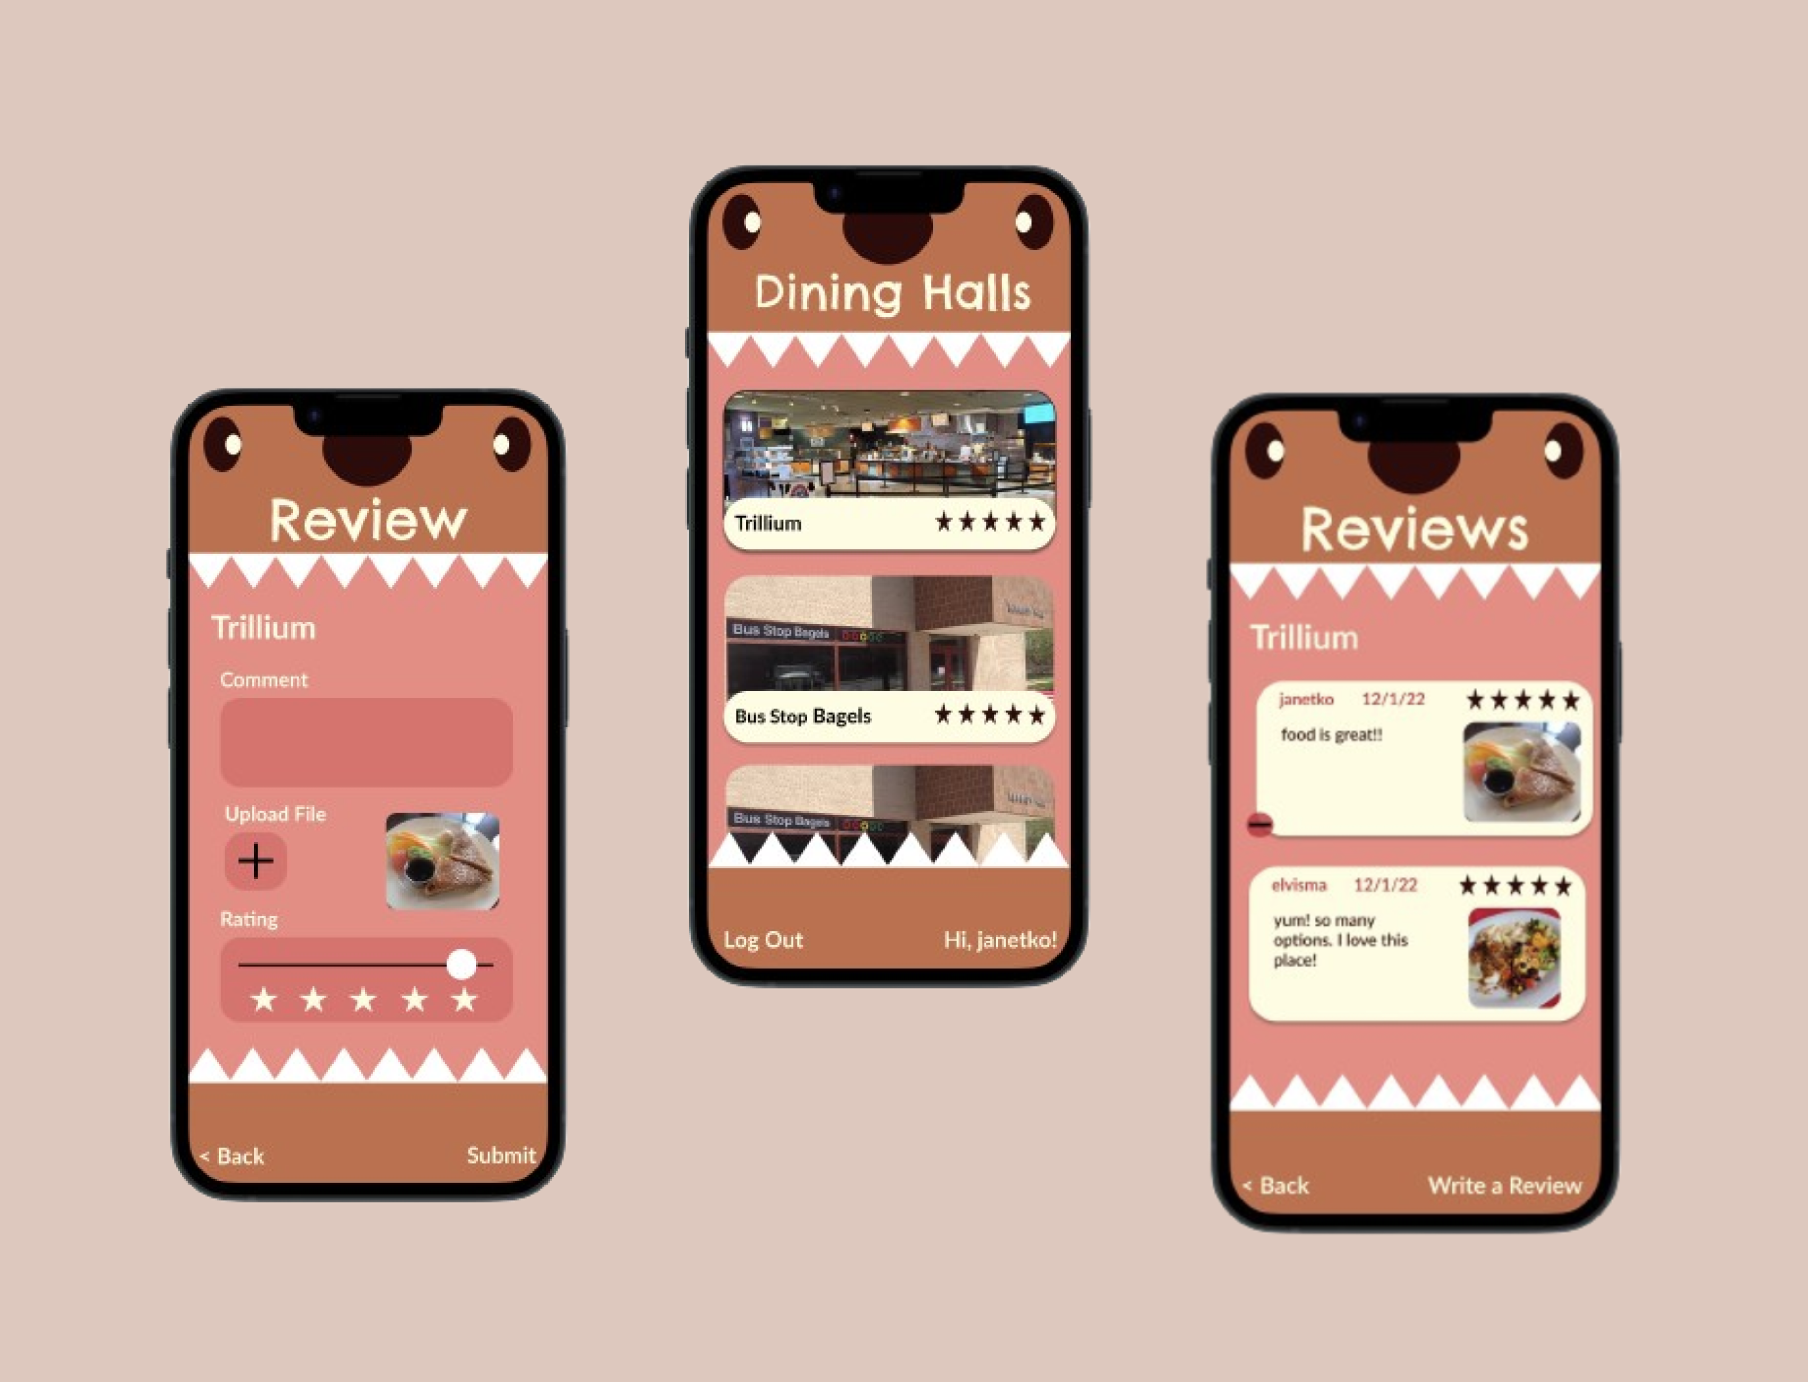 Review
Trillium
Comment
Upload File
Rating
< Back
Submit
Dining Halls
Trillium
Bus Stop Bagels
Bus Stop Bagels
Bus Stop Bagels
Log Out
Hi, janetko!
Reviews
Trillium
janetko 12/1/22
food is great!!
elvisma 12/1/22
yum! so many
options. I love this
place!
< Back
Write a Review